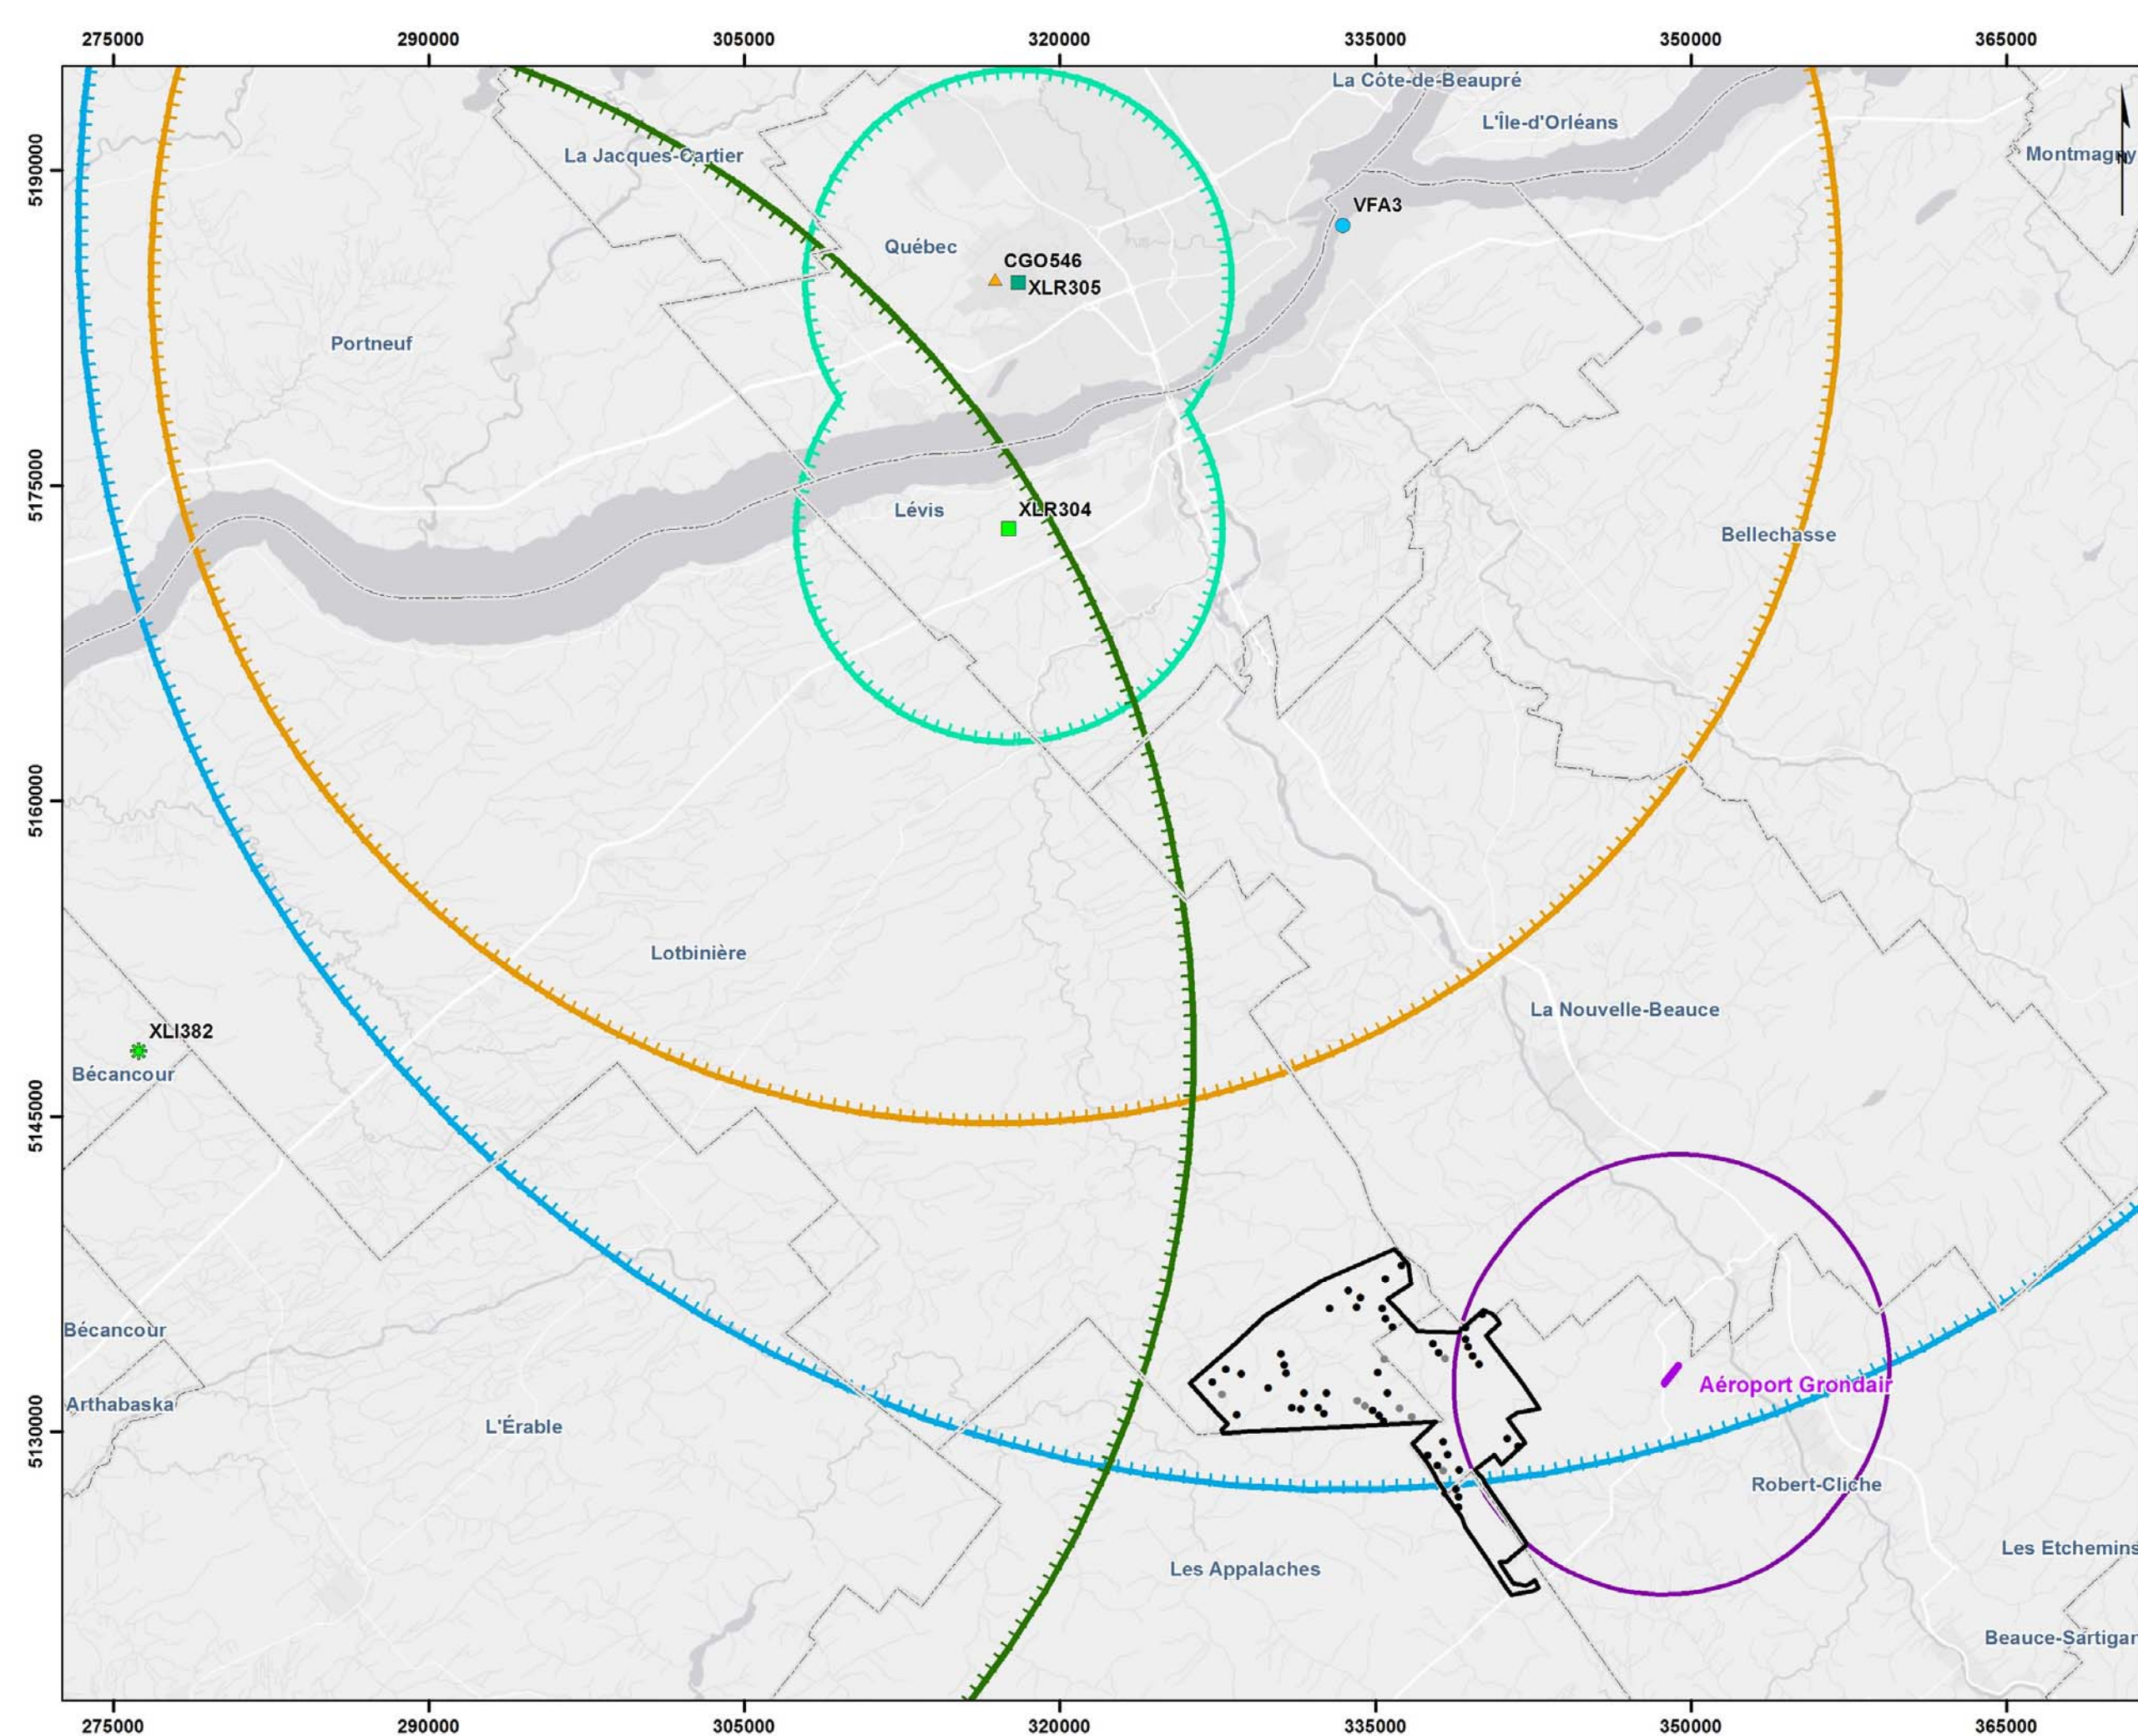 275000 290000 305000 320000 335000 350000 365000
La Côte-de-Beaupré
L'Île-d'Orléans
5190000
La Jacques-Cartier
Montmagny
VFA3
Québec
CGO546
XLR305
Portneuf
5175000
XLR304
Lévis
Bellechasse
5160000
Lotbinière
La Nouvelle-Beauce
XLI382
Bécancour
5145000
Bécancour
Aéroport Grondair
Arthabaska
L'Érable
5130000
Robert-Cliche
Les Etchemins
Les Appalaches
Beauce-Sartigan
275000 290000 305000 320000 335000 350000 365000